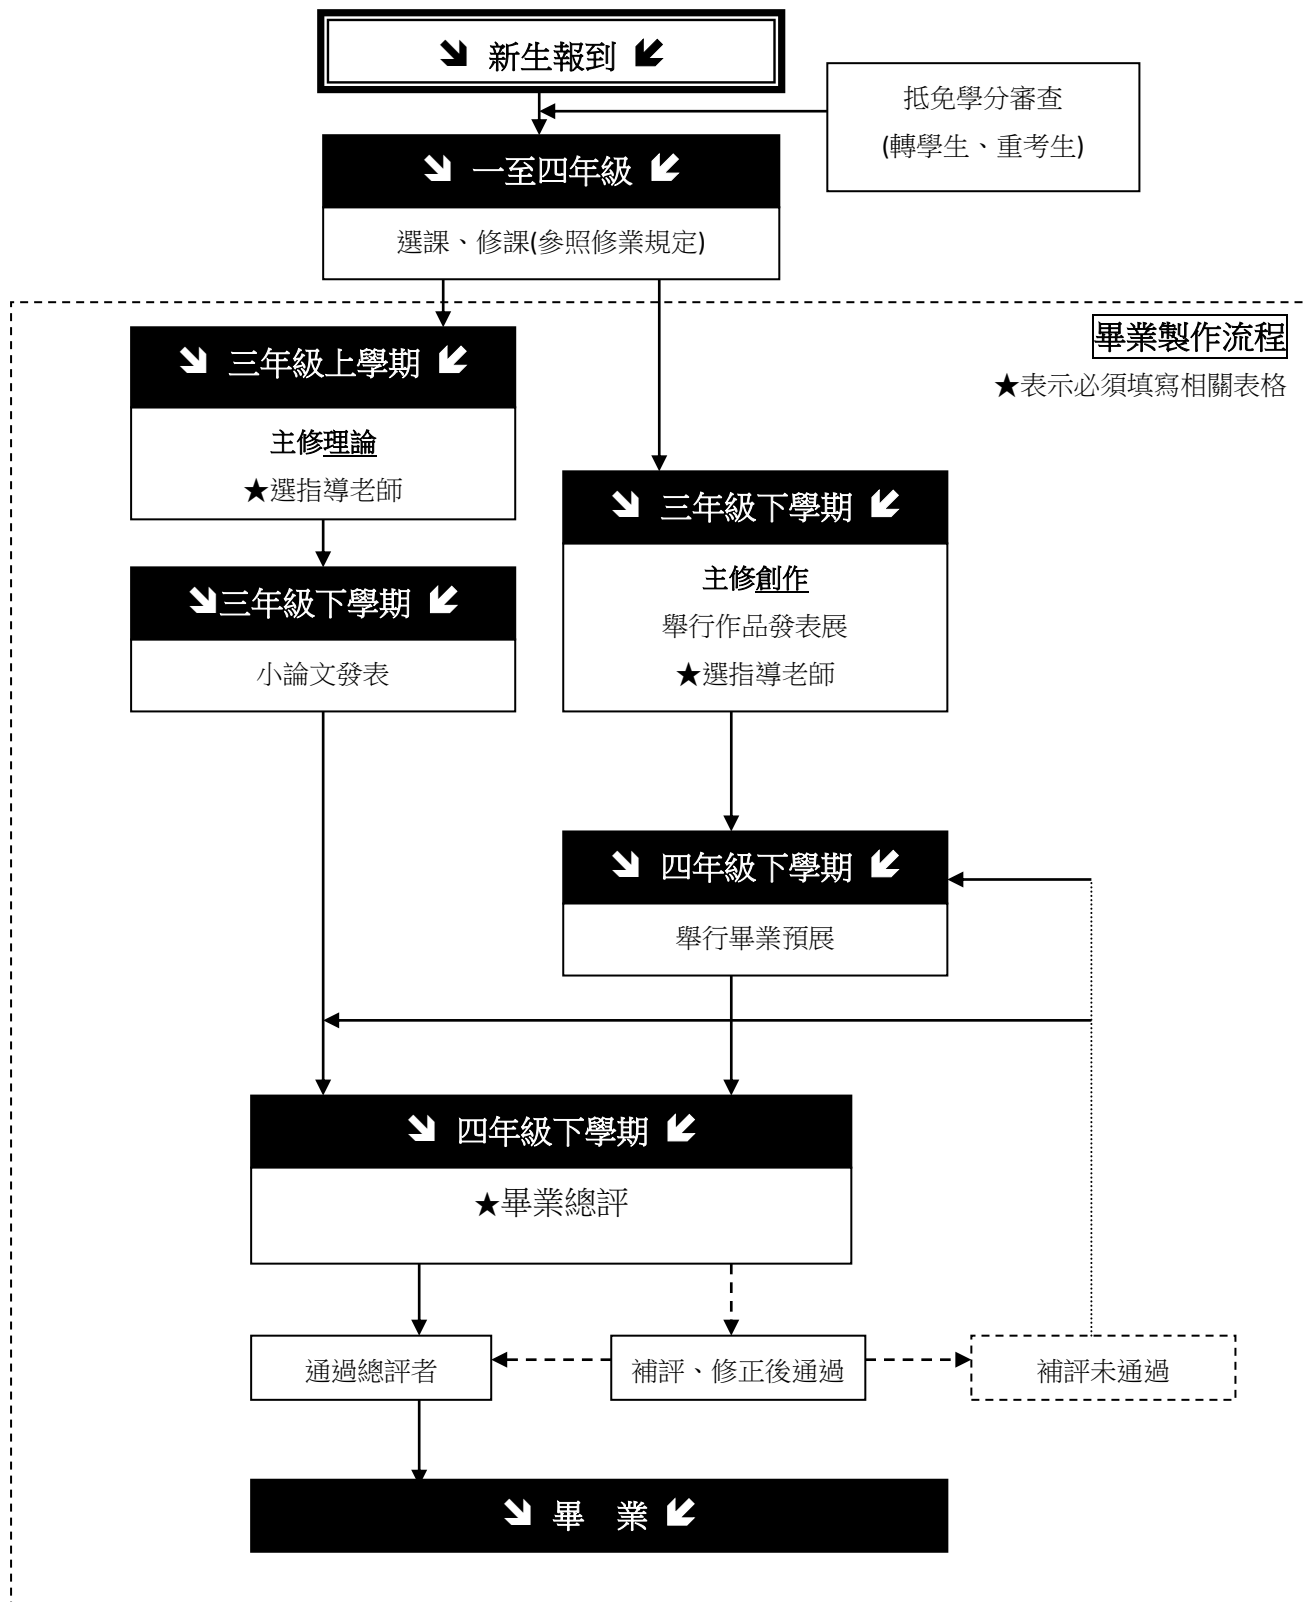 新生報到
抵免學分審查
(轉學生、重考生)
一至四年級
選課、修課(參照修業規定)
畢業製作流程
★表示必須填寫相關表格
三年級上學期
主修理論
★選指導老師
三年級下學期
主修創作
舉行作品發表展
★選指導老師
三年級下學期
小論文發表
四年級下學期
舉行畢業預展
四年級下學期
★畢業總評
通過總評者
補評、修正後通過
補評未通過
畢 業